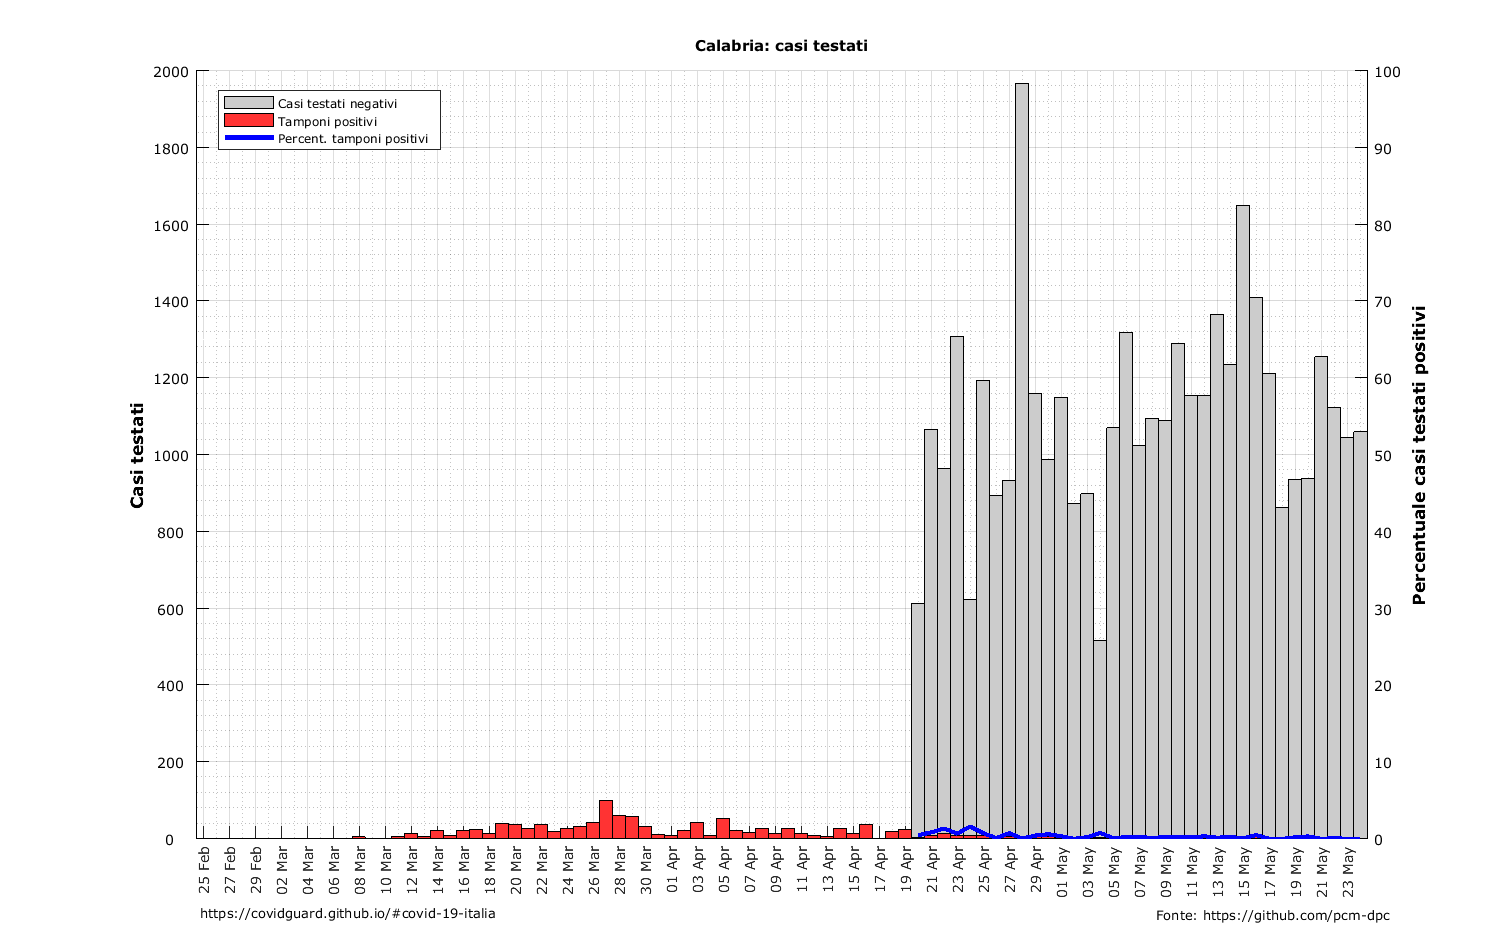 Calabria: casi testati
Casi testati negativi
Tamponi positivi
Percent. tamponi positivi
Casi testati
2000
1800
1600
1400
1200
1000
800
600
400
200
0
100
90
80
70
60
50
40
30
20
10
0
Percentuale casi testati positivi
25 Feb
27 Feb
29 Feb
02 Mar
04 Mar
06 Mar
08 Mar
10 Mar
12 Mar
14 Mar
16 Mar
18 Mar
20 Mar
22 Mar
24 Mar
26 Mar
28 Mar
30 Mar
01 Apr
03 Apr
05 Apr
07 Apr
09 Apr
11 Apr
13 Apr
15 Apr
17 Apr
19 Apr
21 Apr
23 Apr
25 Apr
27 Apr
29 Apr
01 May
03 May
05 May
07 May
09 May
11 May
13 May
15 May
17 May
19 May
21 May
23 May
https://covidguard.github.io/#covid-19-italia
Fonte: https://github.com/pcm-dpc